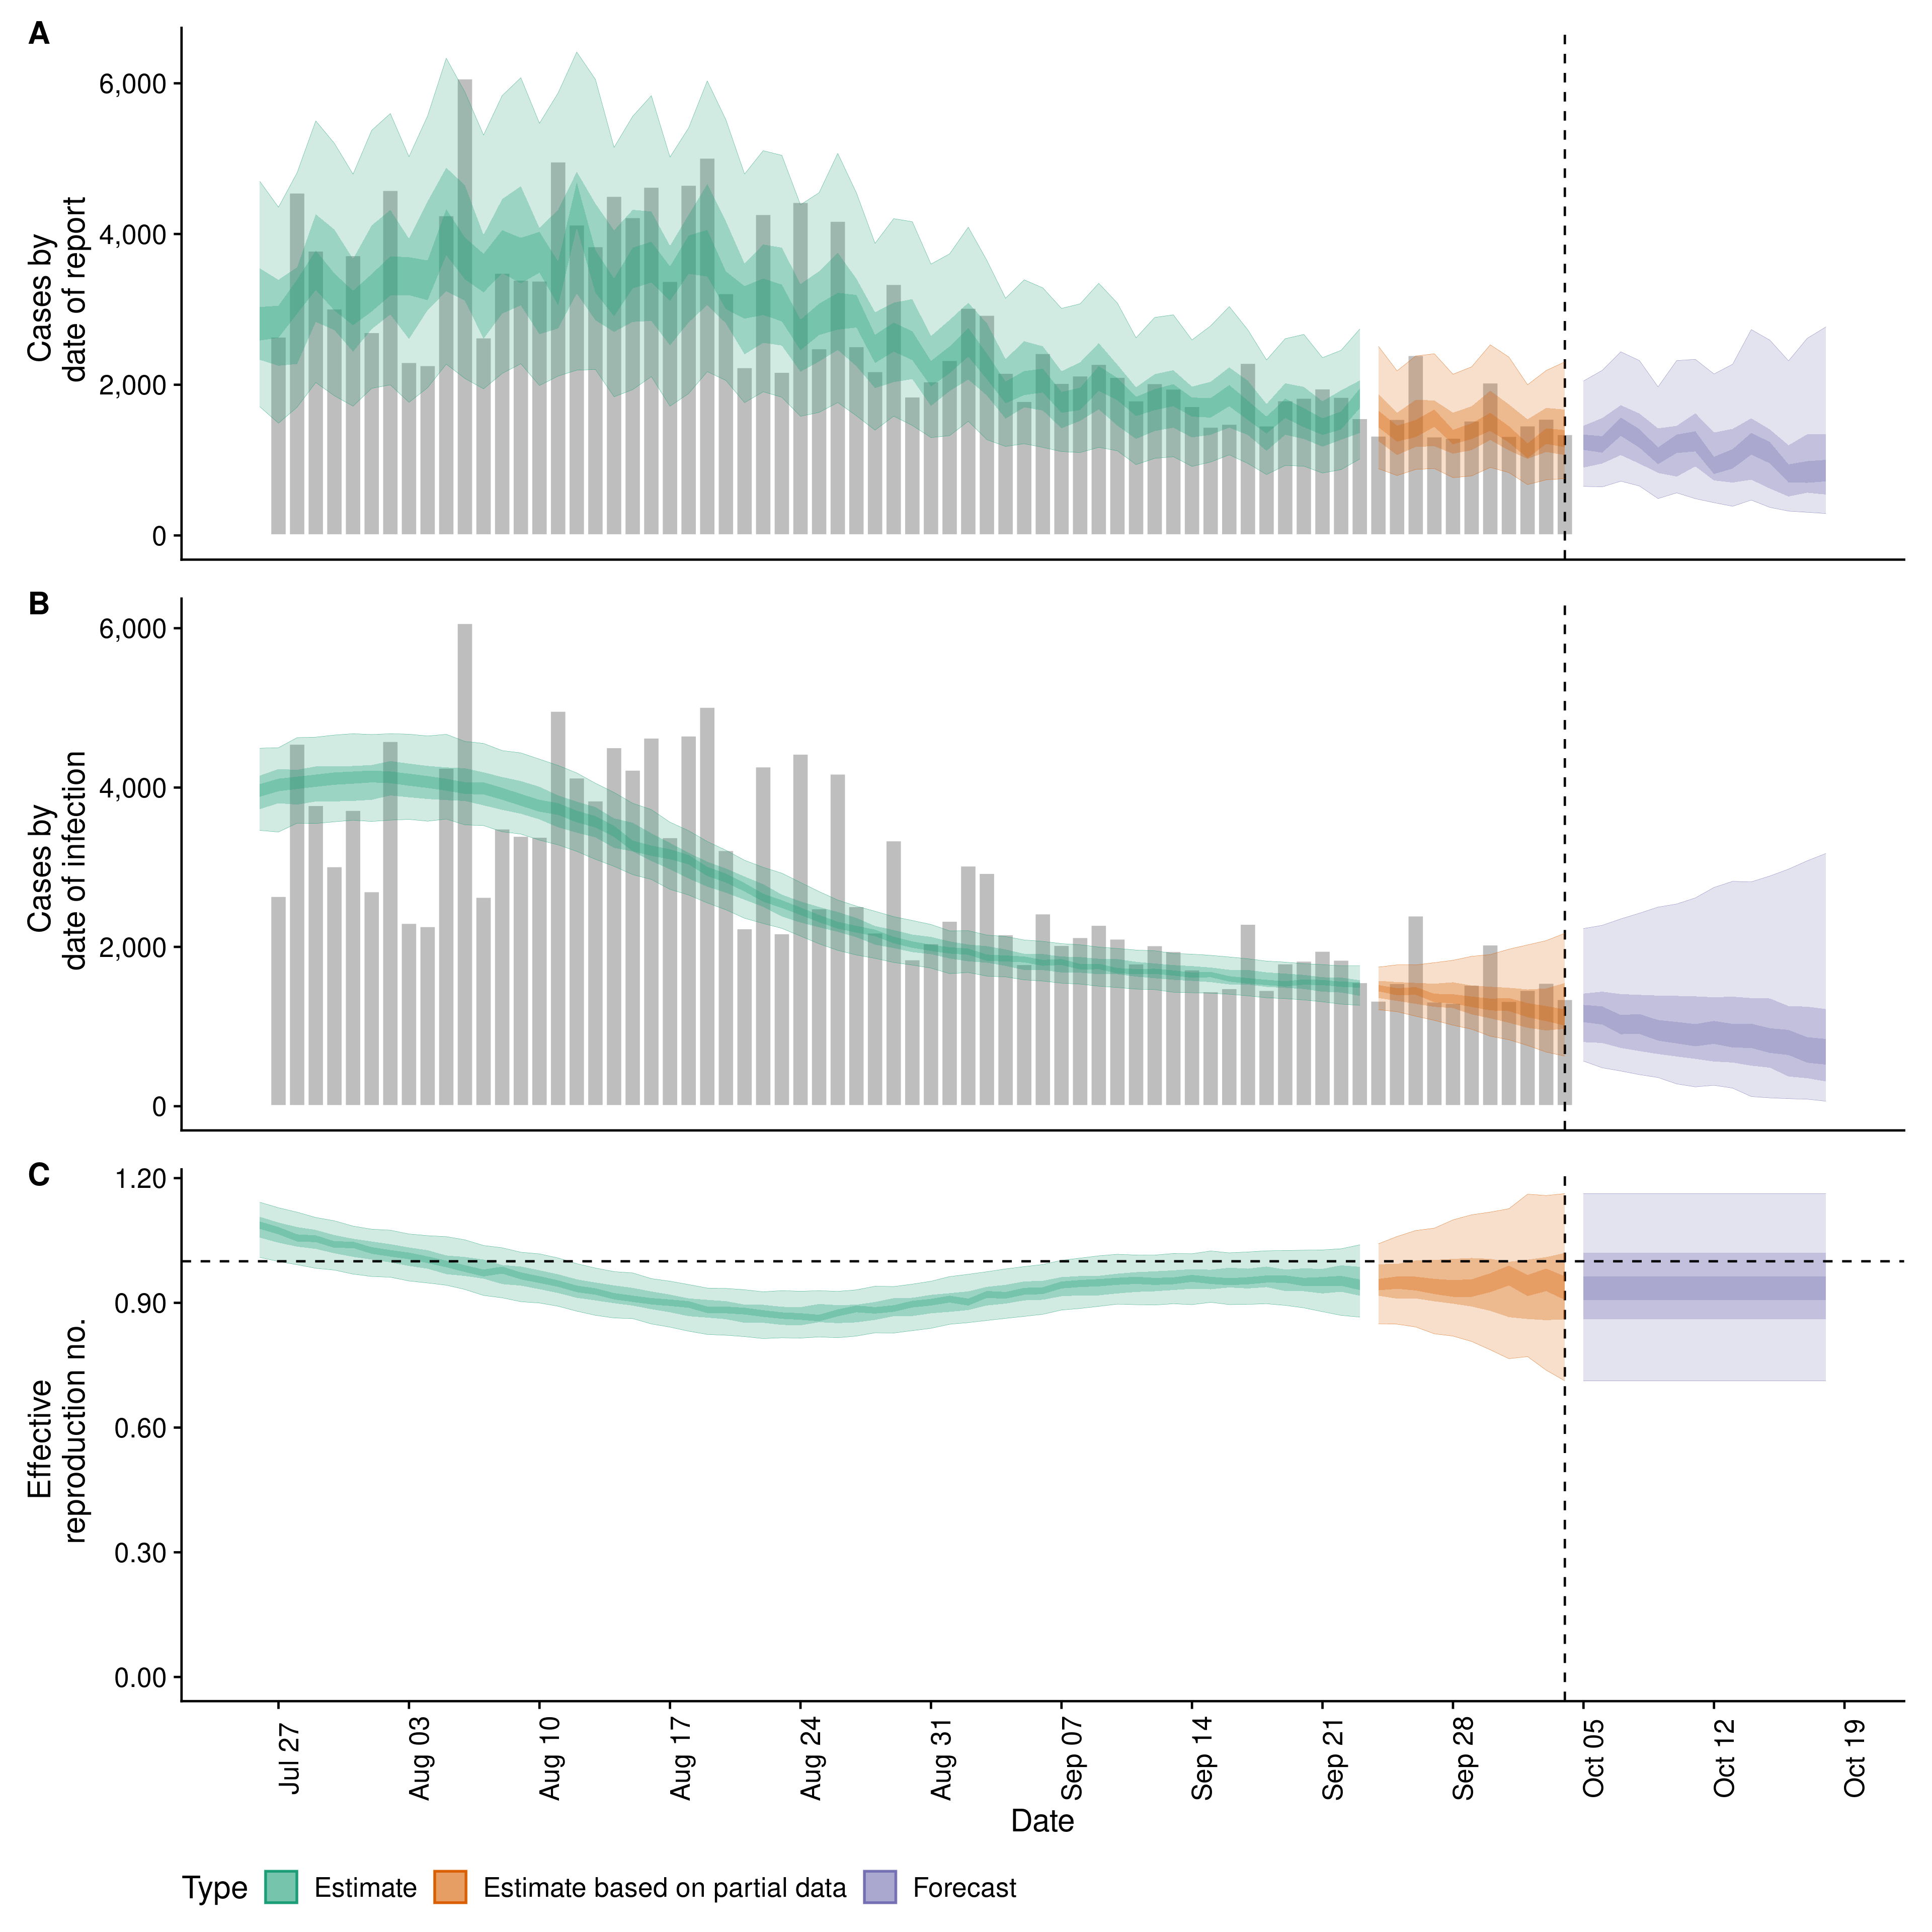 A
6,000
4,000
2,000
0
Cases by
date of report
B
6,000
4,000
2,000
0
Cases by
date of infection
C
1.20
0.90
0.60
0.30
0.00
Effective
reproduction no.
Jul 27
Aug 03
Aug 10
Aug 17
Aug 24
Aug 31
Sep 07
Sep 14
Sep 21
Sep 28
Oct 05
Oct 12
Oct 19
Date
Type Estimate Estimate based on partial data Forecast